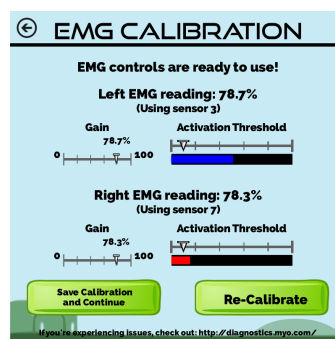 EMG CALIBRATION
EMG controls are ready to use!
Left EMG reading: 78.7%
(Using sensor 3)
Gain
Activation Threshold
78.7%
0
100
Right EMG reading: 78.3%
(Using sensor 7)
Gain
Activation Threshold
78.3%
0
100
Save Calibration
and Continue
Re-Calibrate
If you're experiencing issues, check out: http://diagnostics.myo.com/